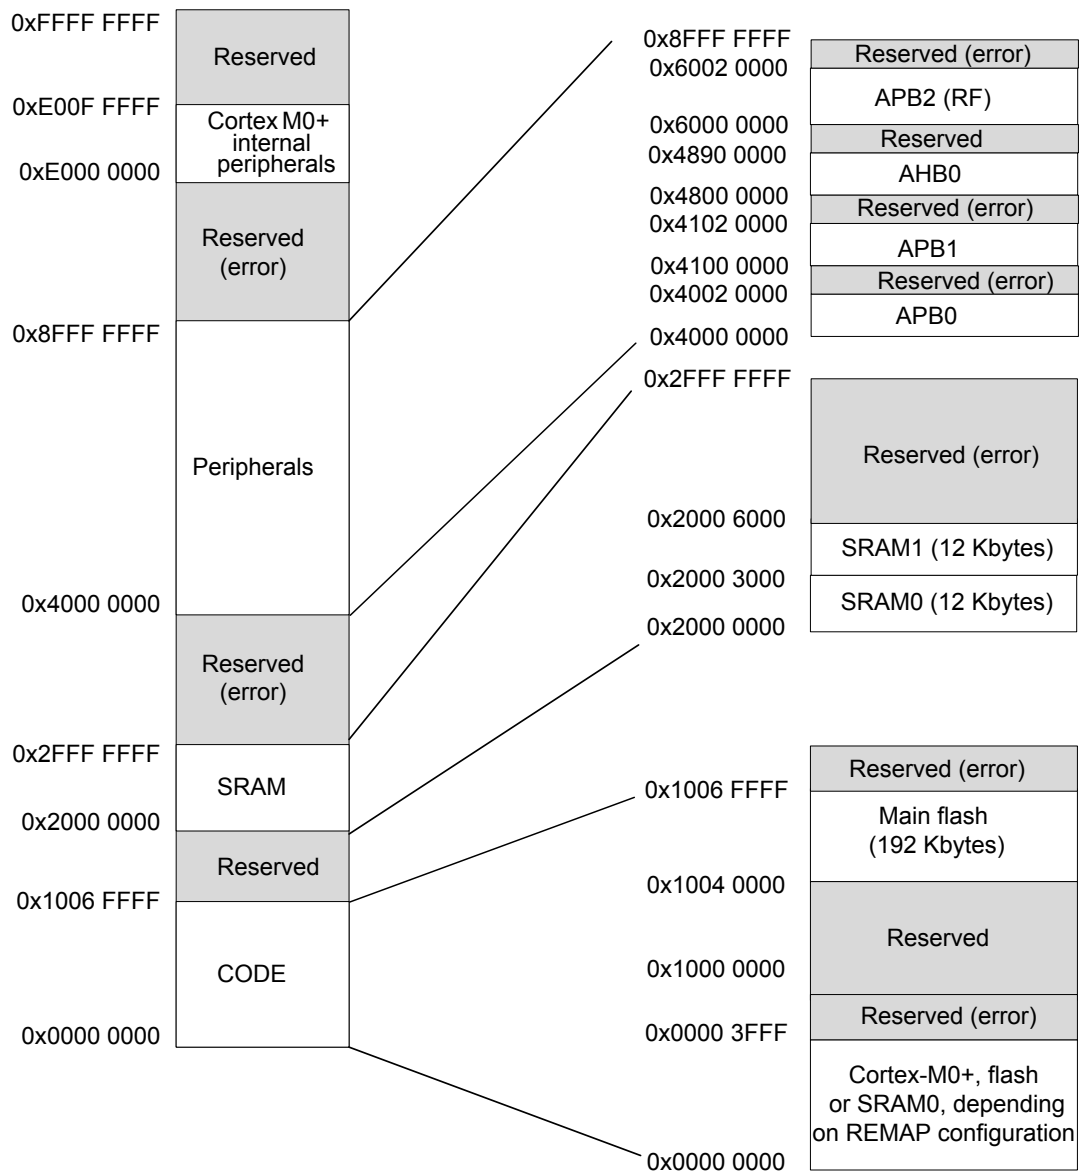 0xFFFF FFFF
Reserved
0xE00F FFFF
Cortex M0+
internal
peripherals
0xE000 0000
Reserved
(error)
0x8FFF FFFF
Peripherals
0x4000 0000
Reserved
(error)
0x2FFF FFFF
SRAM
0x2000 0000
Reserved
0x1006 FFFF
CODE
0x0000 0000
0x8FFF FFFF
Reserved (error)
0x6002 0000
APB2 (RF)
0x6000 0000
Reserved
0x4890 0000
AHB0
0x4800 0000
Reserved (error)
0x4102 0000
APB1
0x4100 0000
Reserved (error)
0x4002 0000
APB0
0x4000 0000
0x2FFF FFFF
Reserved (error)
0x2000 6000
SRAM1 (12 Kbytes)
0x2000 3000
SRAM0 (12 Kbytes)
0x2000 0000
Reserved (error)
0x1006 FFFF
Main flash
(192 Kbytes)
0x1004 0000
Reserved
0x1000 0000
Reserved (error)
0x0000 3FFF
Cortex-M0+, flash
or SRAM0, depending
on REMAP configuration
0x0000 0000